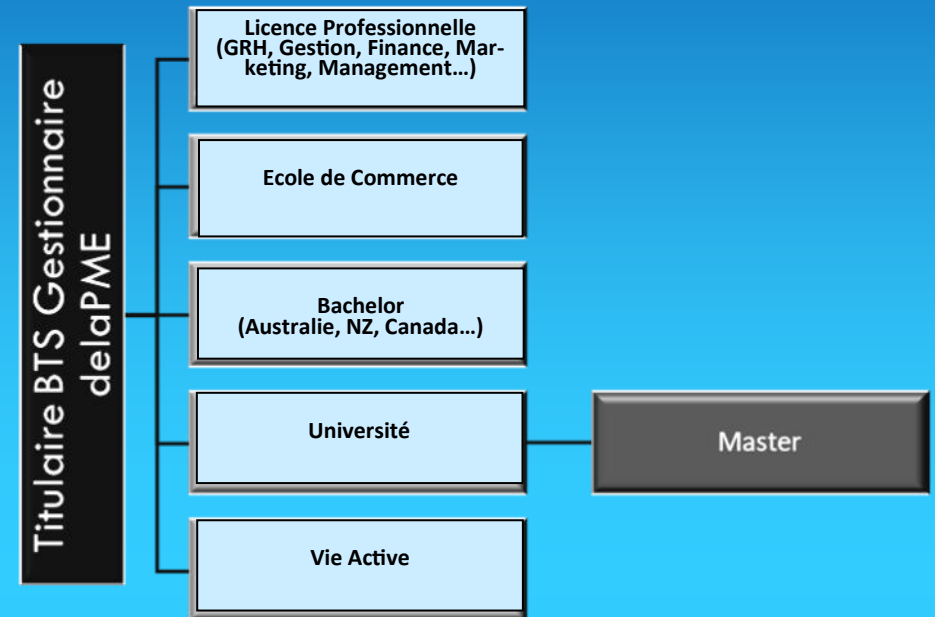 Titulaire BTS Gestionnaire
delaPME
Licence Professionnelle
(GRH, Gestion, Finance, Mar-
keting, Management…)
Ecole de Commerce
Bachelor
(Australie, NZ, Canada…)
Université
Master
Vie Active